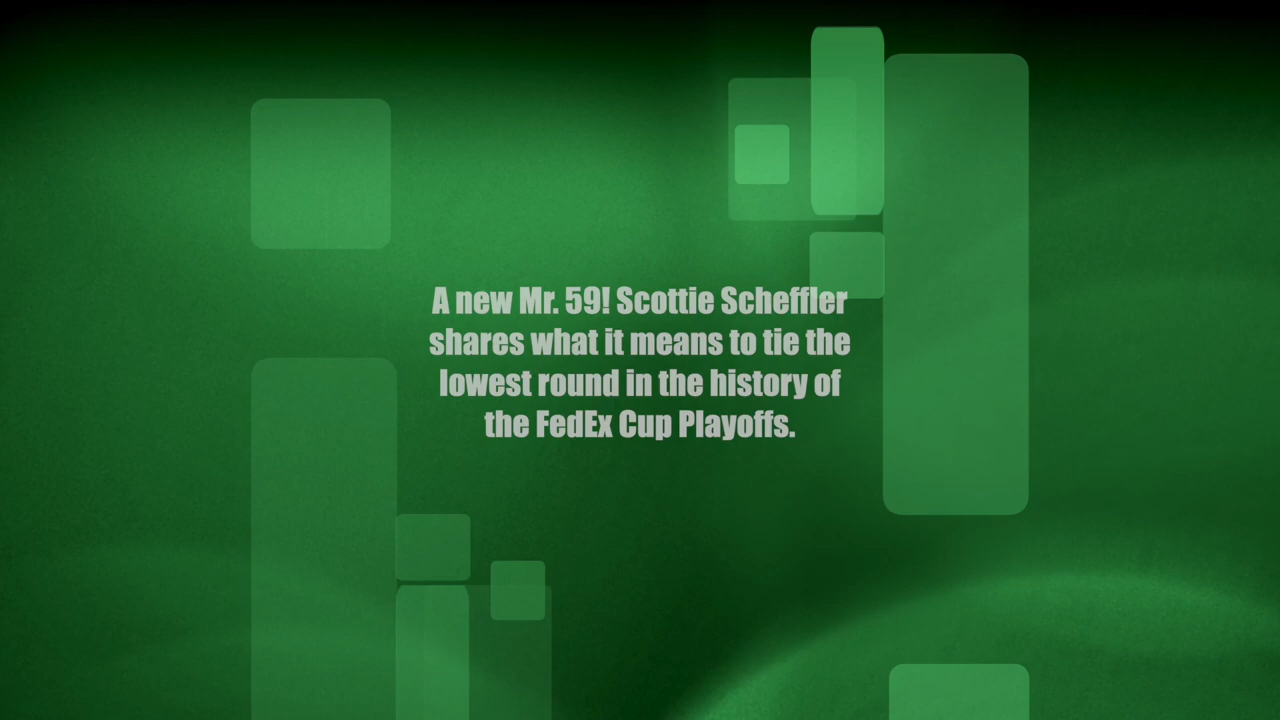 A new Mr. 59! Scottie Scheffler
shares what it means to tie the
lowest round in the history of
the FedEx Cup Playoffs.